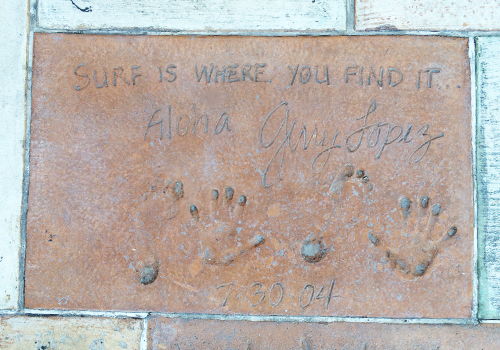 SURF IS WHERE YOU FIND IT..
Aloha Gerry Lopez
7.30 04